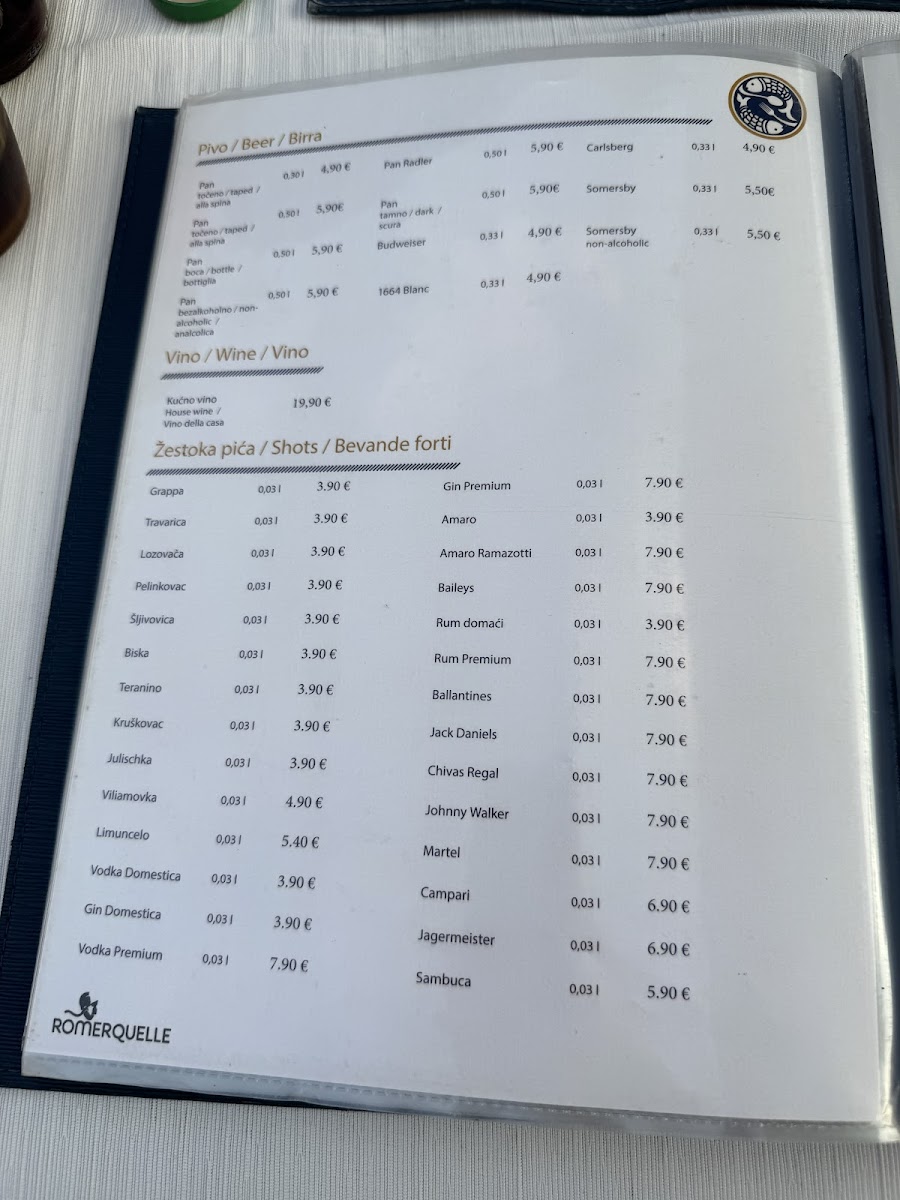 Pivo / Beer / Birra
Pan 0,30 l 4,90 €
točeno / taped /
alla spina
Pan 0,50 l 5,90€
točeno / taped /
alla spina
Pan 0,50 l 5,90 €
boca / bottle /
bottiglia
Pan 0,50 l 5,90 €
bezalkoholno / non-
alcoholic /
analcolica
Pan Radler 0,50 l 5,90 €
Pan 0,50 l 5,90€
tamno / dark /
scura
Budweiser 0,33 l 4,90 €
1664 Blanc 0,33 l 4,90 €
Carlsberg 0,33 l 4,90 €
Šomersby 0,33 l 5,50€
Šomersby 0,33 l 5,50 €
non-alcoholic
Vino / Wine / Vino
Kućno vino 19,90 €
House wine /
Vino della casa
Žestoka pića / Shots / Bevande forti
Grappa 0,03 l 3.90 €
Travarica 0,03 l 3.90 €
Lozovača 0,03 l 3.90 €
Pelinkovac 0,03 l 3.90 €
Šljivovica 0,03 l 3.90 €
Biska 0,03 l 3.90 €
Teranino 0,03 l 3.90 €
Kruškovac 0,03 l 3.90 €
Julischka 0,03 l 3.90 €
Viliamovka 0,03 l 4.90 €
Limuncelo 0,03 l 5.40 €
Vodka Domestica 0,03 l 3.90 €
Gin Domestica 0,03 l 3.90 €
Vodka Premium 0,03 l 7.90 €
Gin Premium 0,03 l 7.90 €
Amaro 0,03 l 3.90 €
Amaro Ramazotti 0,03 l 7.90 €
Baileys 0,03 l 7.90 €
Rum domaći 0,03 l 3.90 €
Rum Premium 0,03 l 7.90 €
Ballantines 0,03 l 7.90 €
Jack Daniels 0,03 l 7.90 €
Chivas Regal 0,03 l 7.90 €
Johnny Walker 0,03 l 7.90 €
Martel 0,03 l 7.90 €
Campari 0,03 l 6.90 €
Jagermeister 0,03 l 6.90 €
Sambuca 0,03 l 5.90 €
ROMERQUELLE